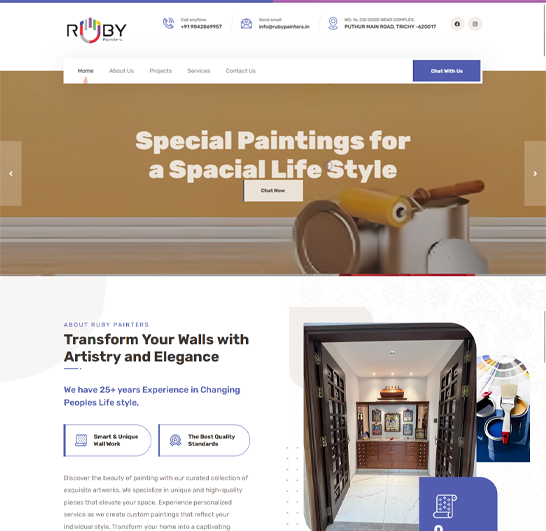 RUBY
Painters
Call anytime
+91 9842869957
Send email
info@rubypainters.in
NO. 16, CSI GOOD NEWS COMPLEX,
PUTHUR MAIN ROAD, TRICHY -620017
Home
About Us
Projects
Services
Contact Us
Chat With Us
Special Paintings for
a Spacial Life Style
Chat Now
ABOUT RUBY PAINTERS
Transform Your Walls with
Artistry and Elegance
We have 25+ years Experience in Changing
Peoples Life style,
Smart & Unique
Wall Work
The Best Quality
Standards
Discover the beauty of painting with our curated collection of
exquisite artworks. We specialize in unique and high-quality
pieces that elevate your space. Experience personalized
service as we create custom paintings that reflect your
individual style. Transform your home into a captivating